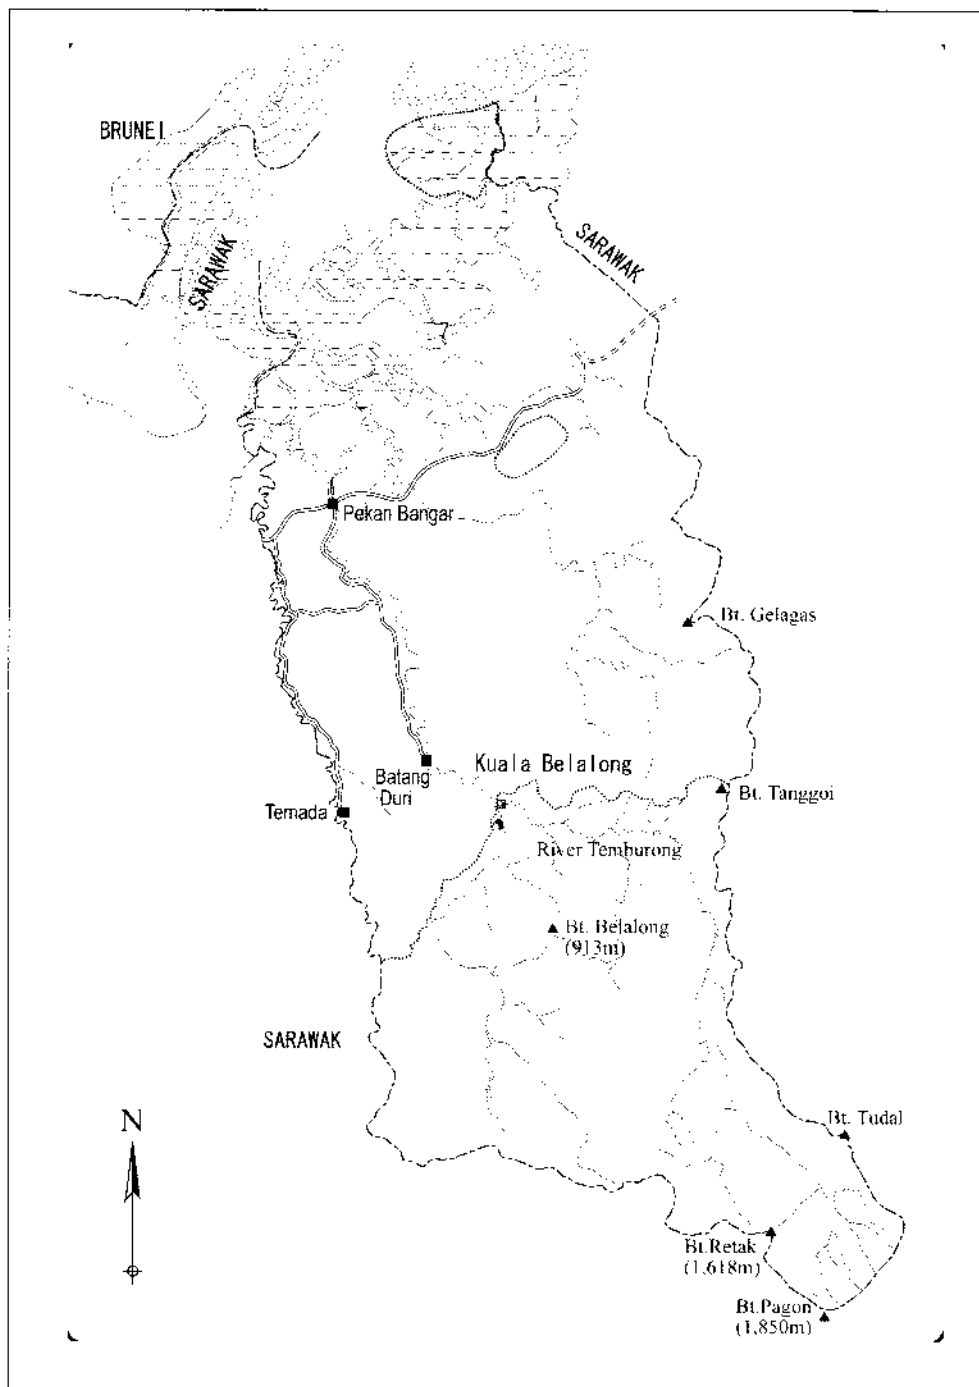 BRUNEI
SARAWAK
SARAWAK
Pekan Bangar
Bt. Gelagas
Kuala Belalong
Batang
Duri
Bt. Tanggoi
Temada
River Temburong
Bt. Belalong
(913m)
SARAWAK
N
Bt. Tudal
Bt.Retak
(1,618m)
Bt.Pagon
(1,850m)